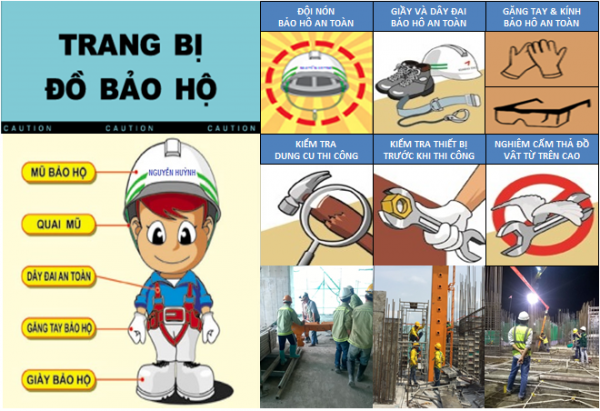 TRANG BỊ
ĐỒ BẢO HỘ
CAUTION CAUTION CAUTION
NGUYÊN HUỲNH
MŨ BẢO HỘ
QUAI MŨ
DÂY ĐAI AN TOÀN
GĂNG TAY BẢO HỘ
GIÀY BẢO HỘ
ĐỘI NÓN
BẢO HỘ AN TOÀN
GIẦY VÀ DÂY ĐAI
BẢO HỘ AN TOÀN
GĂNG TAY & KÍNH
BẢO HỘ AN TOÀN
KIỂM TRA
DUNG CU THI CÔNG
KIỂM TRA THIẾT BỊ
TRƯỚC KHI THI CÔNG
NGHIÊM CẤM THẢ ĐỒ
VẬT TỪ TRÊN CAO